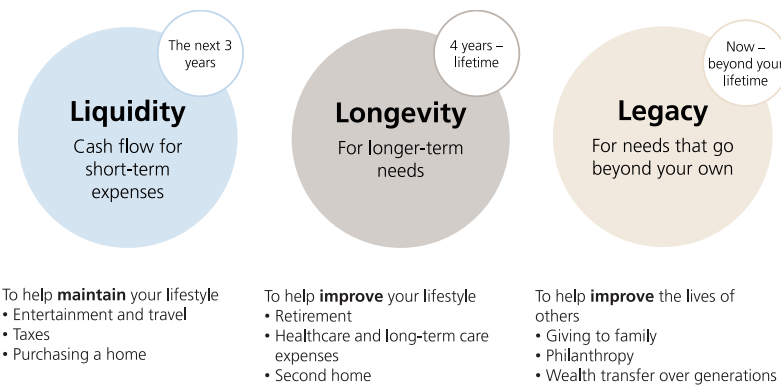 The next 3
years
Liquidity
Cash flow for
short-term
expenses
4 years –
lifetime
Longevity
For longer-term
needs
Now –
beyond your
lifetime
Legacy
For needs that go
beyond your own
To help maintain your lifestyle
• Entertainment and travel
• Taxes
• Purchasing a home
To help improve your lifestyle
• Retirement
• Healthcare and long-term care
expenses
• Second home
To help improve the lives of
others
• Giving to family
• Philanthropy
• Wealth transfer over generations